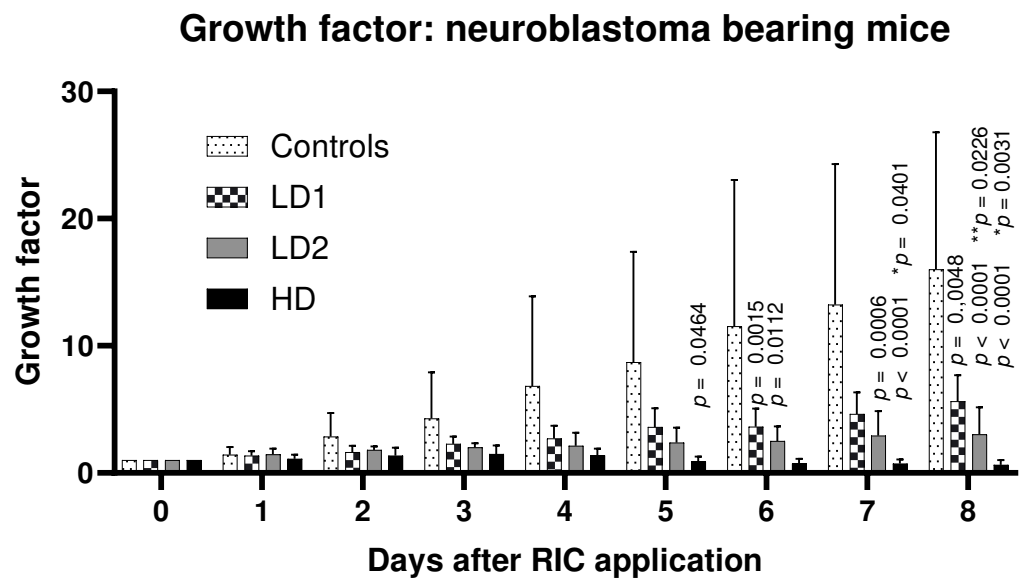 Growth factor: neuroblastoma bearing mice
Growth factor
30
20
10
0
Controls
LD1
LD2
HD
p = 0.0464
p = 0.0015
p = 0.0112
p = 0.0006
p < 0.0001 *p = 0.0401
p = 0.,0048
p < 0.0001 **p = 0.0226
p < 0.0001 *p = 0.0031
0 1 2 3 4 5 6 7 8
Days after RIC application